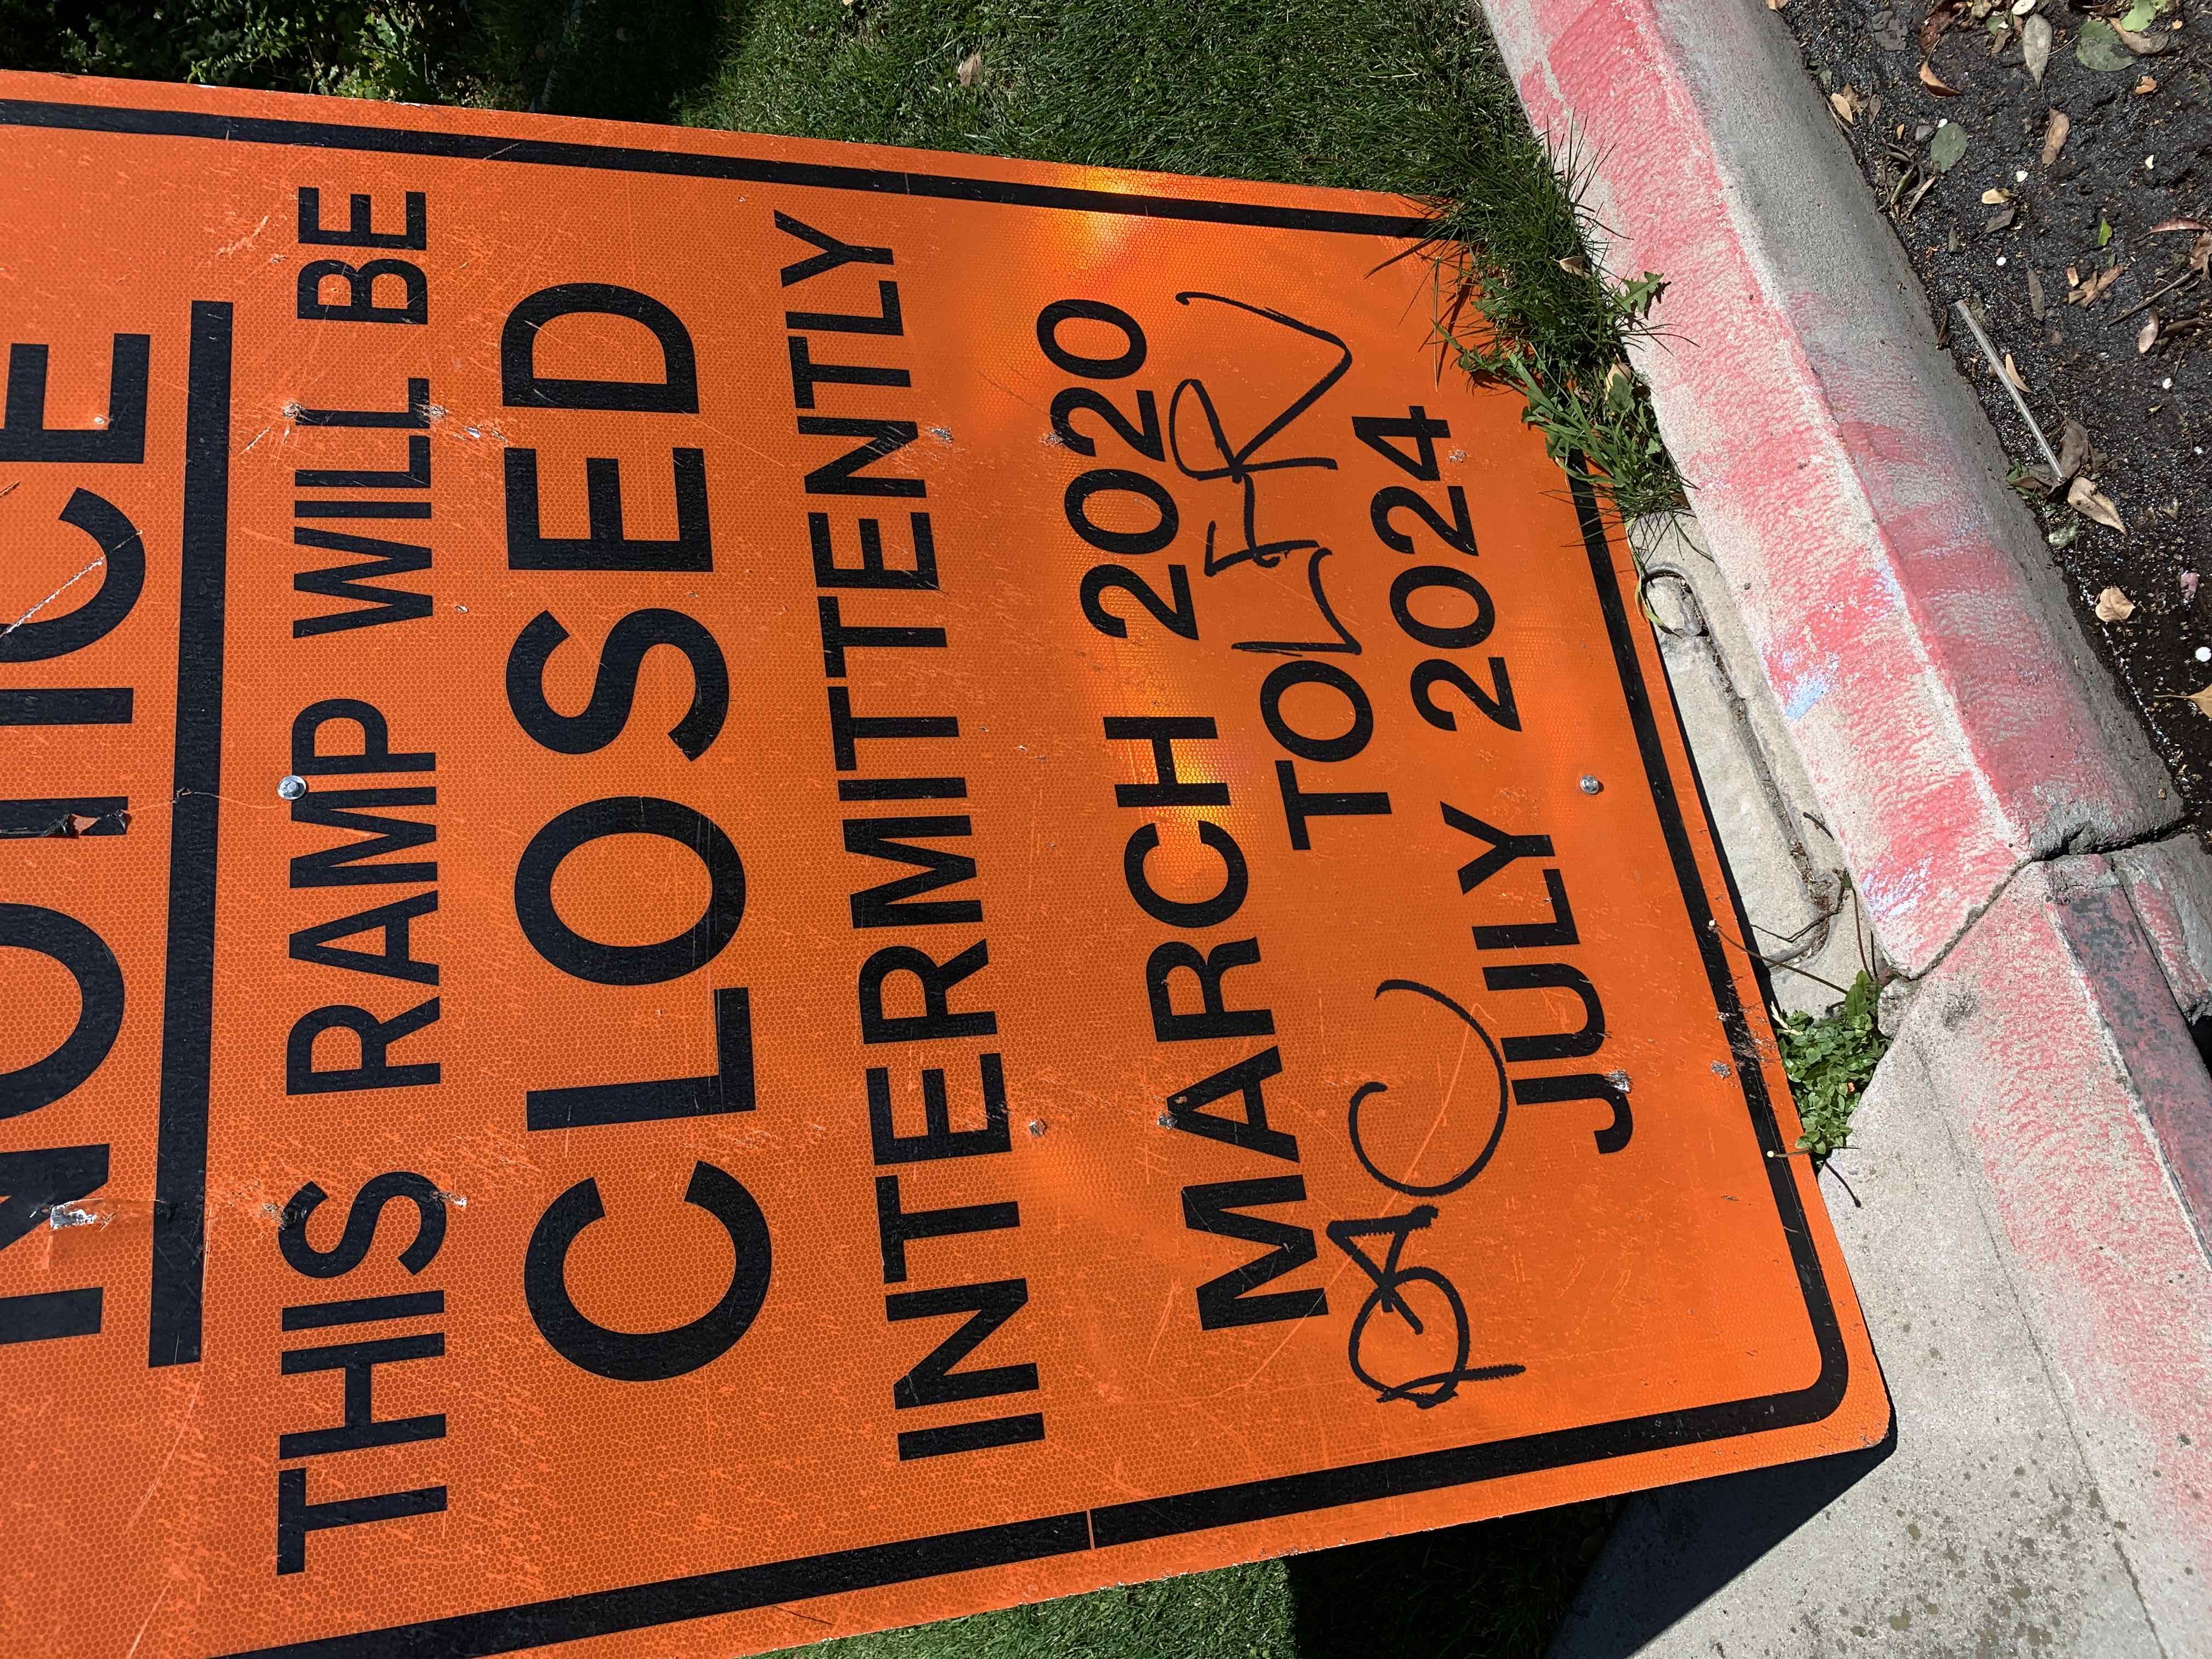 NOTICE
THIS RAMP WILL BE
CLOSED
INTERMITTENTLY
MARCH 2020
TO
JULY 2024